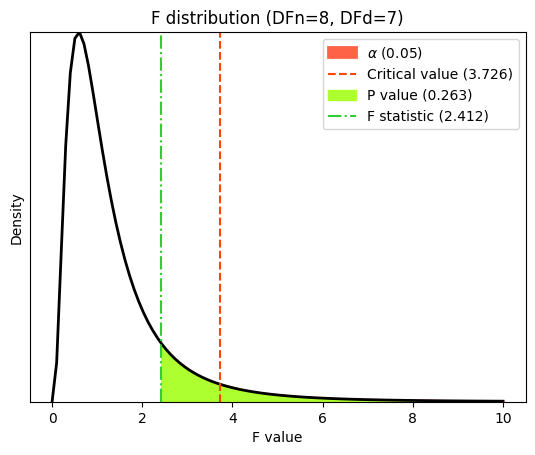 F distribution (DFn=8, DFd=7)
α (0.05)
Critical value (3.726)
P value (0.263)
F statistic (2.412)
Density
0 2 4 6 8 10
F value